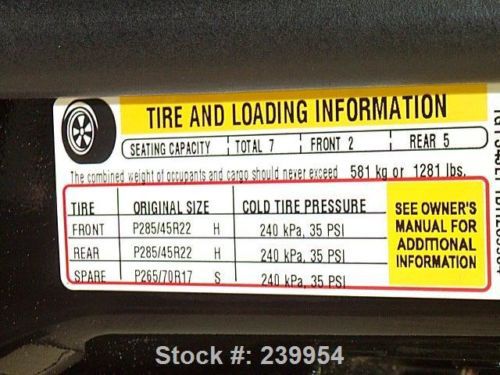 TIRE AND LOADING INFORMATION
SEATING CAPACITY TOTAL 7 FRONT 2 REAR 5
The combined weight of occupants and cargo should never exceed 581 kg or 1281 lbs.
TIRE ORIGINAL SIZE COLD TIRE PRESSURE
FRONT P285/45R22 H 240 kPa, 35 PSI
REAR P285/45R22 H 240 kPa, 35 PSI
SPARE P265/70R17 S 240 kPa, 35 PSI
SEE OWNER'S
MANUAL FOR
ADDITIONAL
INFORMATION
Stock #: 239954